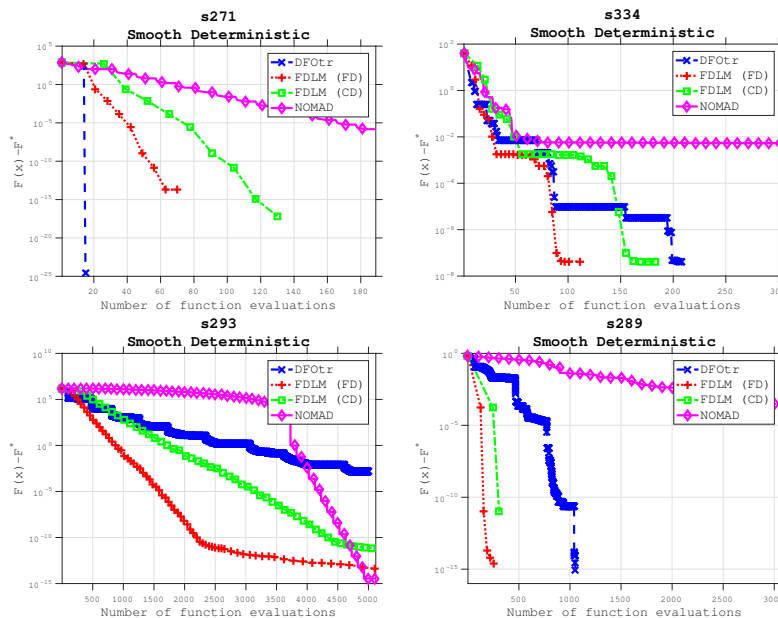 s271
Smooth Deterministic
F(x)-F*
10^5
10^0
10^-5
10^-10
10^-15
10^-20
10^-25
20 40 60 80 100 120 140 160 180
Number of function evaluations
DFOtr
FDLM (FD)
FDLM (CD)
NOMAD
s334
Smooth Deterministic
F(x)-F*
10^2
10^0
10^-2
10^-4
10^-6
10^-8
0 50 100 150 200 250 300
Number of function evaluations
DFOtr
FDLM (FD)
FDLM (CD)
NOMAD
s293
Smooth Deterministic
F(x)-F*
10^10
10^5
10^0
10^-5
10^-10
10^-15
500 1000 1500 2000 2500 3000 3500 4000 4500 5000
Number of function evaluations
DFOtr
FDLM (FD)
FDLM (CD)
NOMAD
s289
Smooth Deterministic
F(x)-F*
10^0
10^-5
10^-10
10^-15
0 500 1000 1500 2000 2500 3000
Number of function evaluations
DFOtr
FDLM (FD)
FDLM (CD)
NOMAD